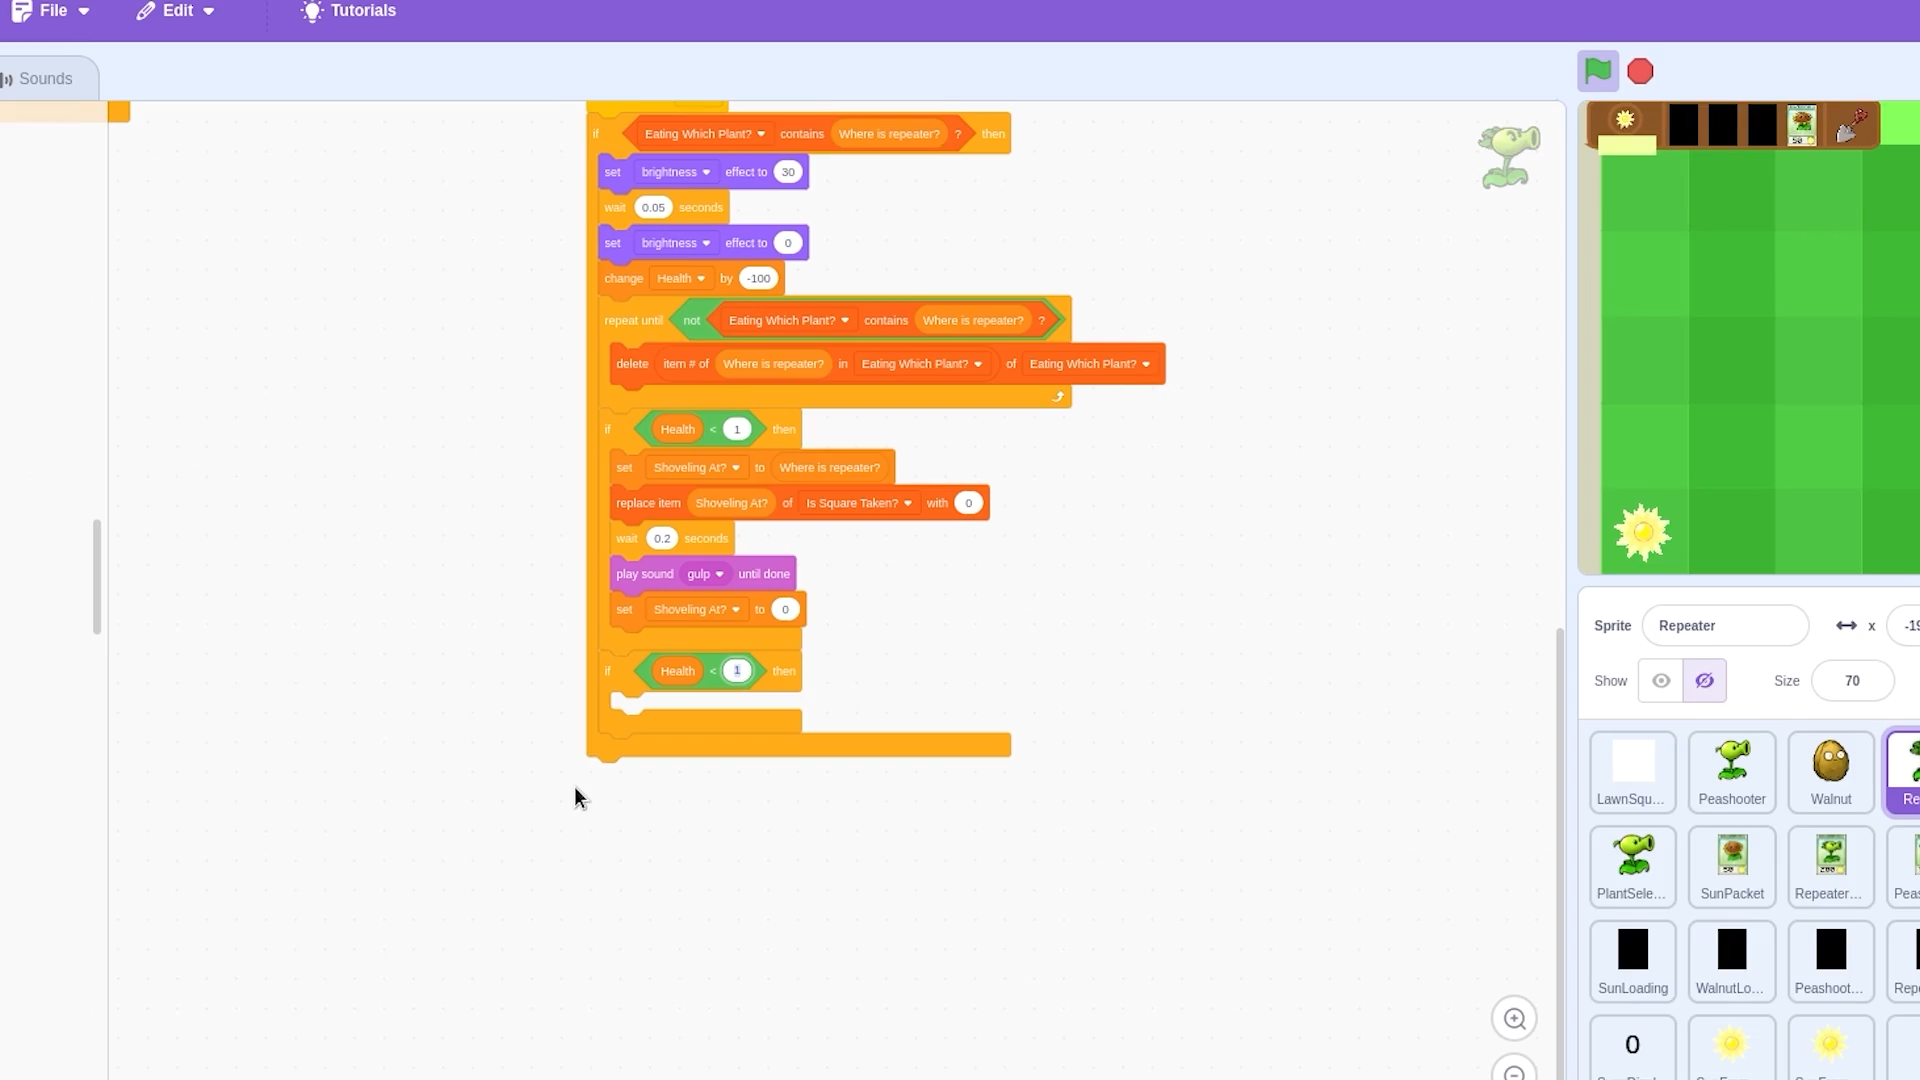 File Edit Tutorials
Sounds
if Eating Which Plant? contains Where is repeater? ? then
set brightness effect to 30
wait 0.05 seconds
set brightness effect to 0
change Health by -100
repeat until not Eating Which Plant? contains Where is repeater? ?
delete item # of Where is repeater? in Eating Which Plant? of Eating Which Plant?
if Health < 1 then
set Shoveling At? to Where is repeater?
replace item Shoveling At? of Is Square Taken? with 0
wait 0.2 seconds
play sound gulp until done
set Shoveling At? to 0
if Health < 1 then
50
Sprite Repeater x -19
Show Size 70
LawnSqu... Peashooter Walnut Re
PlantSele... SunPacket Repeater... Peas
SunLoading WalnutLo... Peashoot... Repe
0